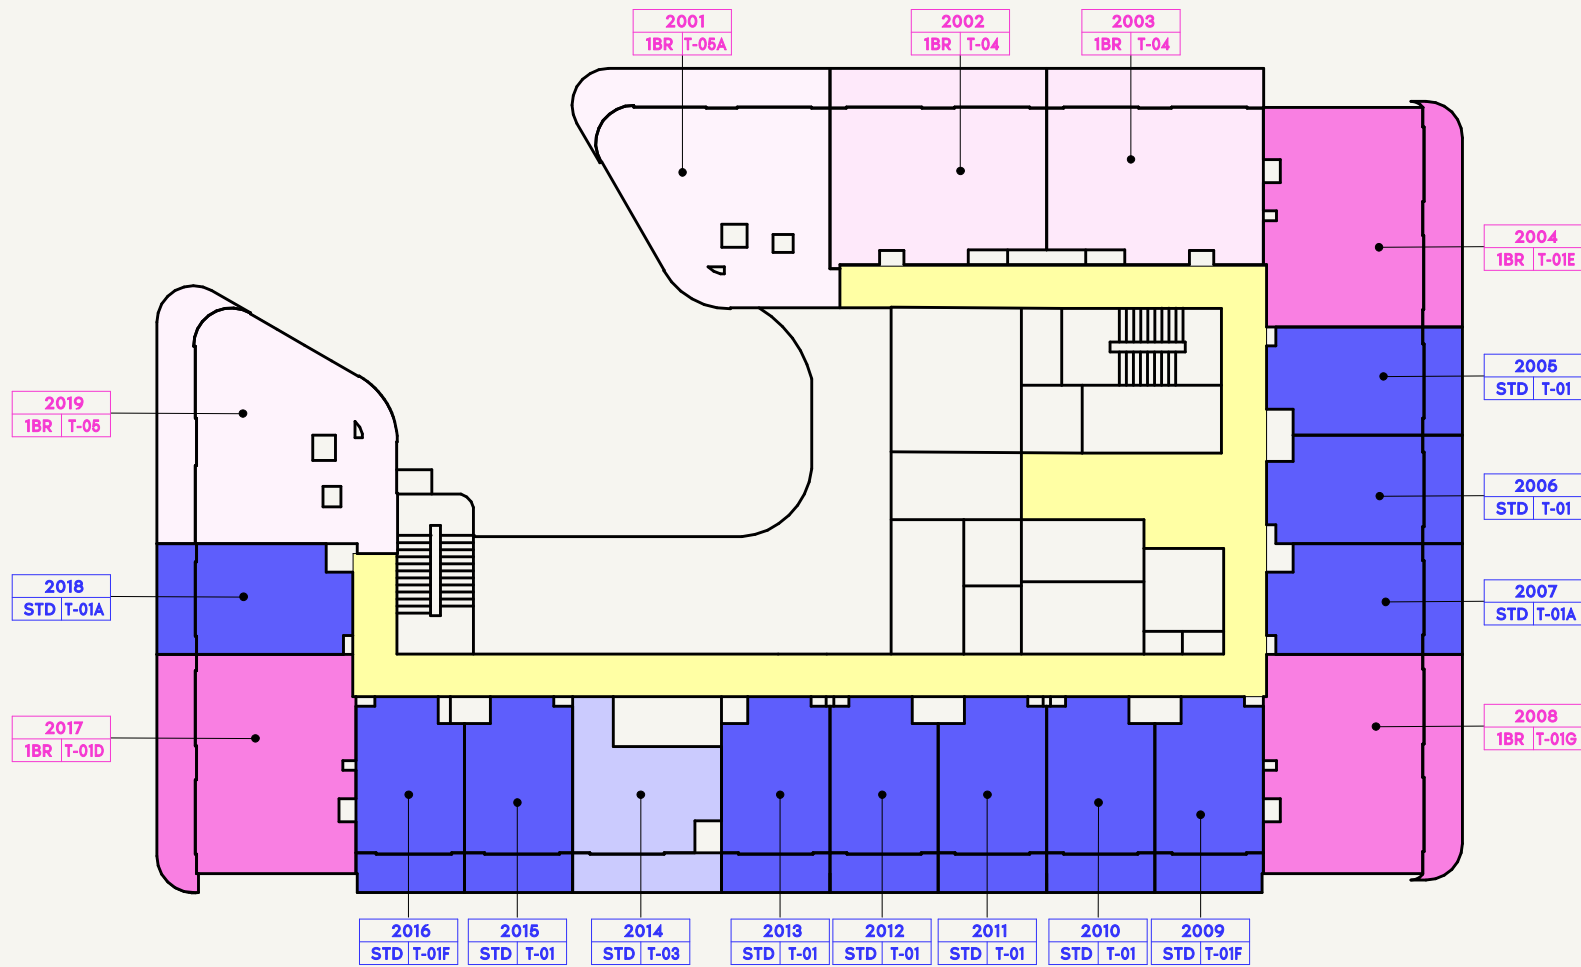 2001
1BR T-05A
2002
1BR T-04
2003
1BR T-04
2004
1BR T-01E
2005
STD T-01
2006
STD T-01
2019
1BR T-05
2018
STD T-01A
2007
STD T-01A
2017
1BR T-01D
2008
1BR T-01G
2016
STD T-01F
2015
STD T-01
2014
STD T-03
2013
STD T-01
2012
STD T-01
2011
STD T-01
2010
STD T-01
2009
STD T-01F